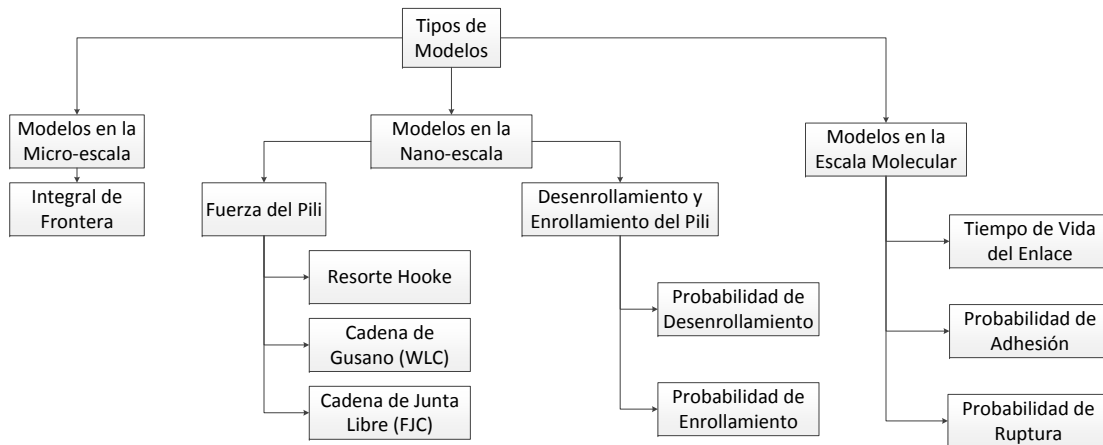 Tipos de
Modelos
Modelos en la
Micro-escala
Integral de
Frontera
Modelos en la
Nano-escala
Fuerza del Pili
Resorte Hooke
Cadena de
Gusano (WLC)
Cadena de Junta
Libre (FJC)
Desenrollamiento y
Enrollamiento del Pili
Probabilidad de
Desenrollamiento
Probabilidad de
Enrollamiento
Modelos en la
Escala Molecular
Tiempo de Vida
del Enlace
Probabilidad de
Adhesión
Probabilidad de
Ruptura